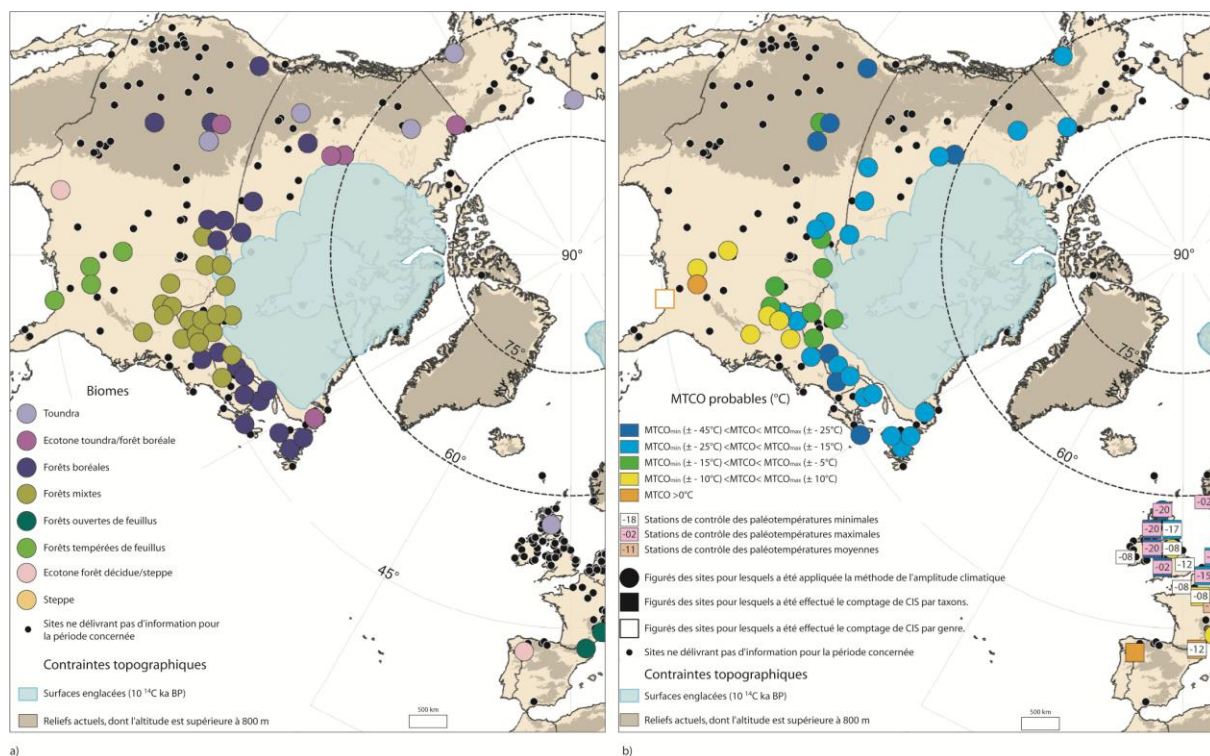 90°
75°
60°
45°
Biomes
Toundra
Ecotone toundra/forêt boréale
Forêts boréales
Forêts mixtes
Forêts ouvertes de feuillus
Forêts tempérées de feuillus
Ecotone forêt décidue/steppe
Steppe
Sites ne délivrant pas d'information pour
la période concernée
Contraintes topographiques
Surfaces englacées (10 ¹⁴C ka BP)
Reliefs actuels, dont l'altitude est supérieure à 800 m
500 km
a)
90°
75°
60°
45°
MTCO probables (°C)
MTCOmin (± - 45°C) <MTCO< MTCOmax (± - 25°C)
MTCOmin (± - 25°C) <MTCO< MTCOmax (± - 15°C)
MTCOmin (± - 15°C) <MTCO< MTCOmax (± - 5°C)
MTCOmin (± - 10°C) <MTCO< MTCOmax (± 10°C)
MTCO >0°C
-18 Stations de contrôle des paléotempératures minimales
-02 Stations de contrôle des paléotempératures maximales
-11 Stations de contrôle des paléotempératures moyennes
Figurés des sites pour lesquels a été appliquée la méthode de l'amplitude climatique
Figurés des sites pour lesquels a été effectué le comptage de CIS par taxons.
Figurés des sites pour lesquels a été effectué le comptage de CIS par genre.
Sites ne délivrant pas d'information pour la période concernée
Contraintes topographiques
Surfaces englacées (10 ¹⁴C ka BP)
Reliefs actuels, dont l'altitude est supérieure à 800 m
500 km
-02
-20
-20 -17
-20 -08
-08
-02 -12
-15
-08
-08
-12
b)